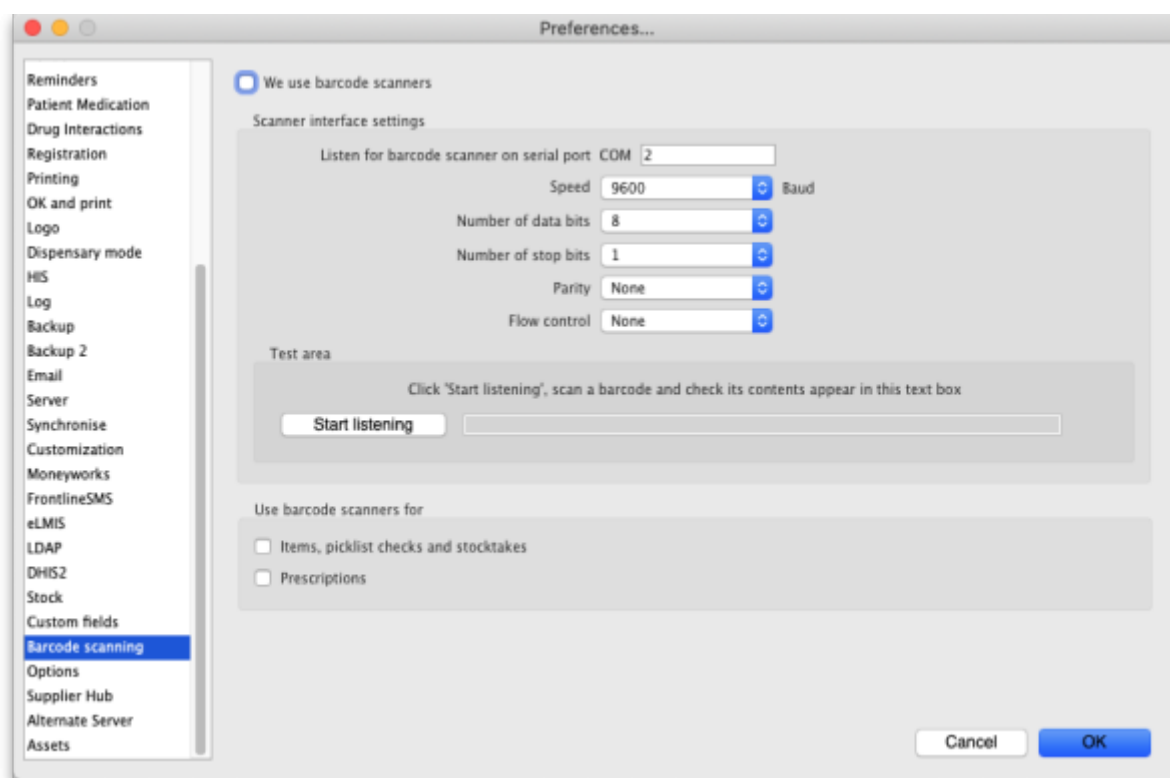 Preferences...
Reminders
Patient Medication
Drug Interactions
Registration
Printing
OK and print
Logo
Dispensary mode
HIS
Log
Backup
Backup 2
Email
Server
Synchronise
Customization
Moneyworks
FrontlineSMS
eLMIS
LDAP
DHIS2
Stock
Custom fields
Barcode scanning
Options
Supplier Hub
Alternate Server
Assets
We use barcode scanners
Scanner interface settings
Listen for barcode scanner on serial port COM 2
Speed 9600 Baud
Number of data bits 8
Number of stop bits 1
Parity None
Flow control None
Test area
Click 'Start listening', scan a barcode and check its contents appear in this text box
Start listening
Use barcode scanners for
Items, picklist checks and stocktakes
Prescriptions
Cancel OK